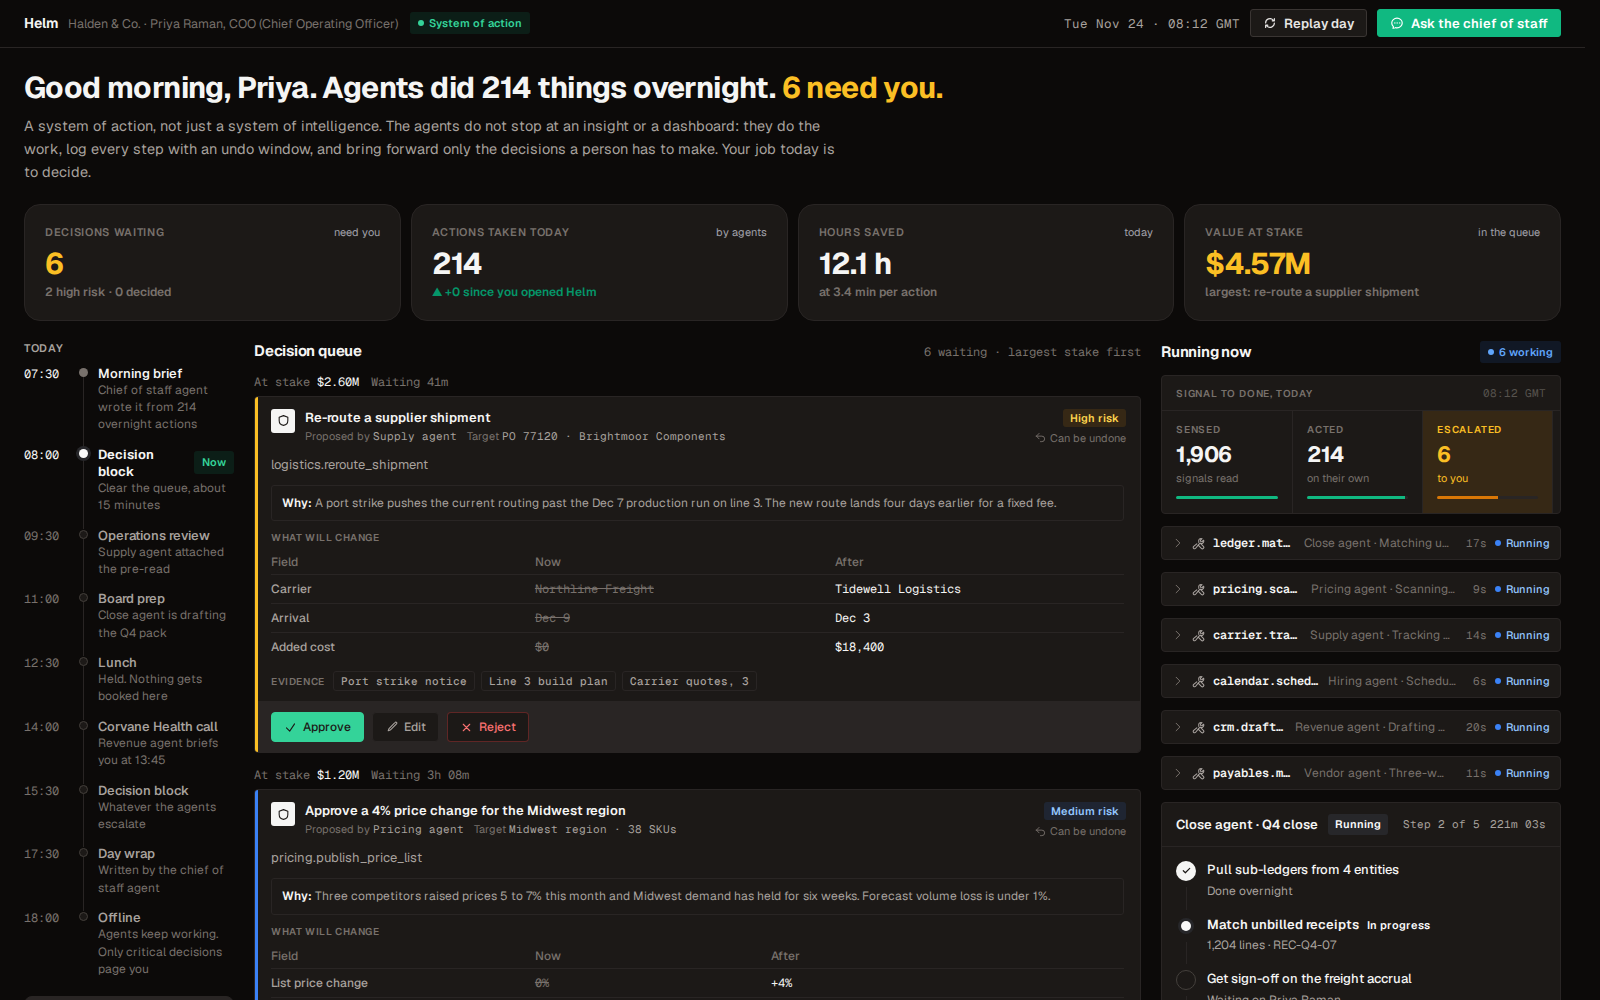 Helm Halden & Co. · Priya Raman, COO (Chief Operating Officer) System of action
Tue Nov 24 · 08:12 GMT Replay day Ask the chief of staff
Good morning, Priya. Agents did 214 things overnight. 6 need you.
A system of action, not just a system of intelligence. The agents do not stop at an insight or a dashboard: they do the
work, log every step with an undo window, and bring forward only the decisions a person has to make. Your job today is
to decide.
DECISIONS WAITING need you
6
2 high risk · 0 decided
ACTIONS TAKEN TODAY by agents
214
▲ +0 since you opened Helm
HOURS SAVED today
12.1 h
at 3.4 min per action
VALUE AT STAKE in the queue
$4.57M
largest: re-route a supplier shipment
TODAY
07:30 Morning brief
Chief of staff agent
wrote it from 214
overnight actions
08:00 Decision
block
Now
Clear the queue, about
15 minutes
09:30 Operations review
Supply agent attached
the pre-read
11:00 Board prep
Close agent is drafting
the Q4 pack
12:30 Lunch
Held. Nothing gets
booked here
14:00 Corvane Health call
Revenue agent briefs
you at 13:45
15:30 Decision block
Whatever the agents
escalate
17:30 Day wrap
Written by the chief of
staff agent
18:00 Offline
Agents keep working.
Only critical decisions
page you
Decision queue 6 waiting · largest stake first
At stake $2.60M Waiting 41m
Re-route a supplier shipment High risk
Proposed by Supply agent Target PO 77120 · Brightmoor Components Can be undone
logistics.reroute_shipment
Why: A port strike pushes the current routing past the Dec 7 production run on line 3. The new route lands four days earlier for a fixed fee.
WHAT WILL CHANGE
Field Now After
Carrier Northline Freight Tidewell Logistics
Arrival Dec 9 Dec 3
Added cost $0 $18,400
EVIDENCE Port strike notice Line 3 build plan Carrier quotes, 3
Approve Edit Reject
At stake $1.20M Waiting 3h 08m
Approve a 4% price change for the Midwest region Medium risk
Proposed by Pricing agent Target Midwest region · 38 SKUs Can be undone
pricing.publish_price_list
Why: Three competitors raised prices 5 to 7% this month and Midwest demand has held for six weeks. Forecast volume loss is under 1%.
WHAT WILL CHANGE
Field Now After
List price change 0% +4%
Running now 6 working
SIGNAL TO DONE, TODAY 08:12 GMT
SENSED
1,906
signals read
ACTED
214
on their own
ESCALATED
6
to you
ledger.mat… Close agent · Matching u… 17s Running
pricing.sca… Pricing agent · Scanning… 9s Running
carrier.tra… Supply agent · Tracking … 14s Running
calendar.sched… Hiring agent · Schedu… 6s Running
crm.draft… Revenue agent · Drafting … 20s Running
payables.m… Vendor agent · Three-w… 11s Running
Close agent · Q4 close Running Step 2 of 5 221m 03s
Pull sub-ledgers from 4 entities
Done overnight
Match unbilled receipts In progress
1,204 lines · REC-Q4-07
Get sign-off on the freight accrual
Waiting on Priya Raman